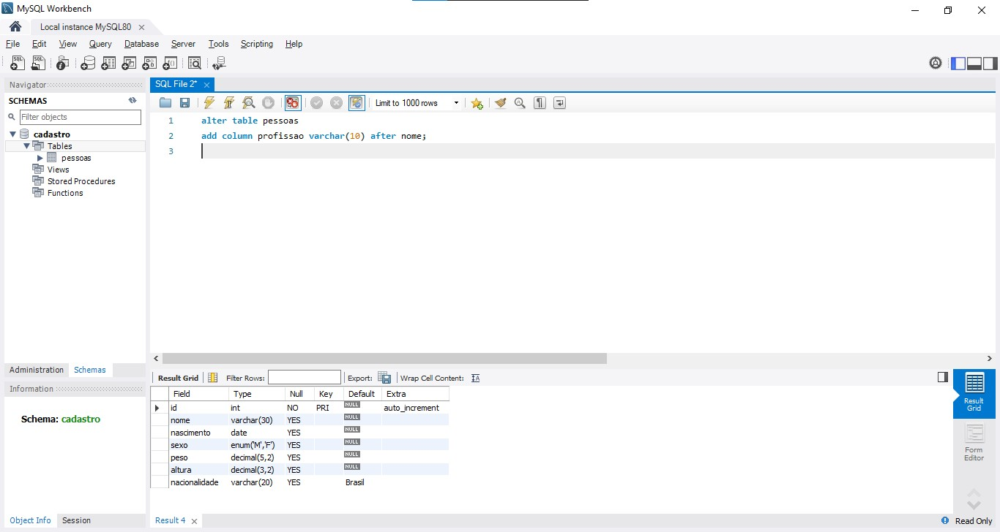 MySQL Workbench
Local instance MySQL80
File Edit View Query Database Server Tools Scripting Help
Navigator
SCHEMAS
Filter objects
cadastro
Tables
pessoas
Views
Stored Procedures
Functions
Administration Schemas
Information
Schema: cadastro
Object Info Session
SQL File 2*
Limit to 1000 rows
1 alter table pessoas
2 add column profissao varchar(10) after nome;
3
Result Grid Filter Rows: Export: Wrap Cell Content:
Field Type Null Key Default Extra
id int NO PRI NULL auto_increment
nome varchar(30) YES NULL
nascimento date YES NULL
sexo enum('M','F') YES NULL
peso decimal(5,2) YES NULL
altura decimal(3,2) YES NULL
nacionalidade varchar(20) YES Brasil
Result
Grid
Form
Editor
Result 4
Read Only